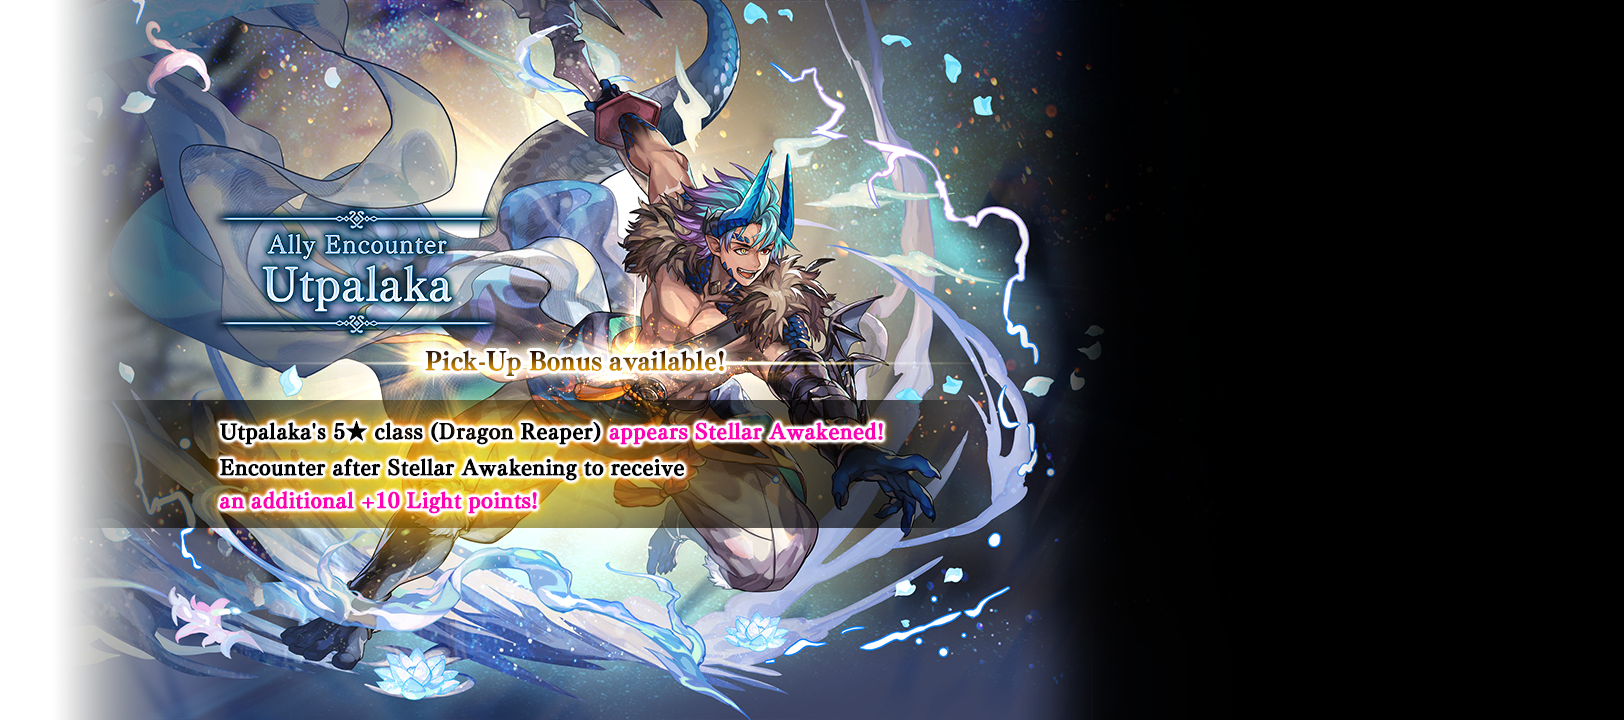 Ally Encounter
Utpalaka
Pick-Up Bonus available!
Utpalaka's 5★ class (Dragon Reaper) appears Stellar Awakened!
Encounter after Stellar Awakening to receive
an additional +10 Light points!